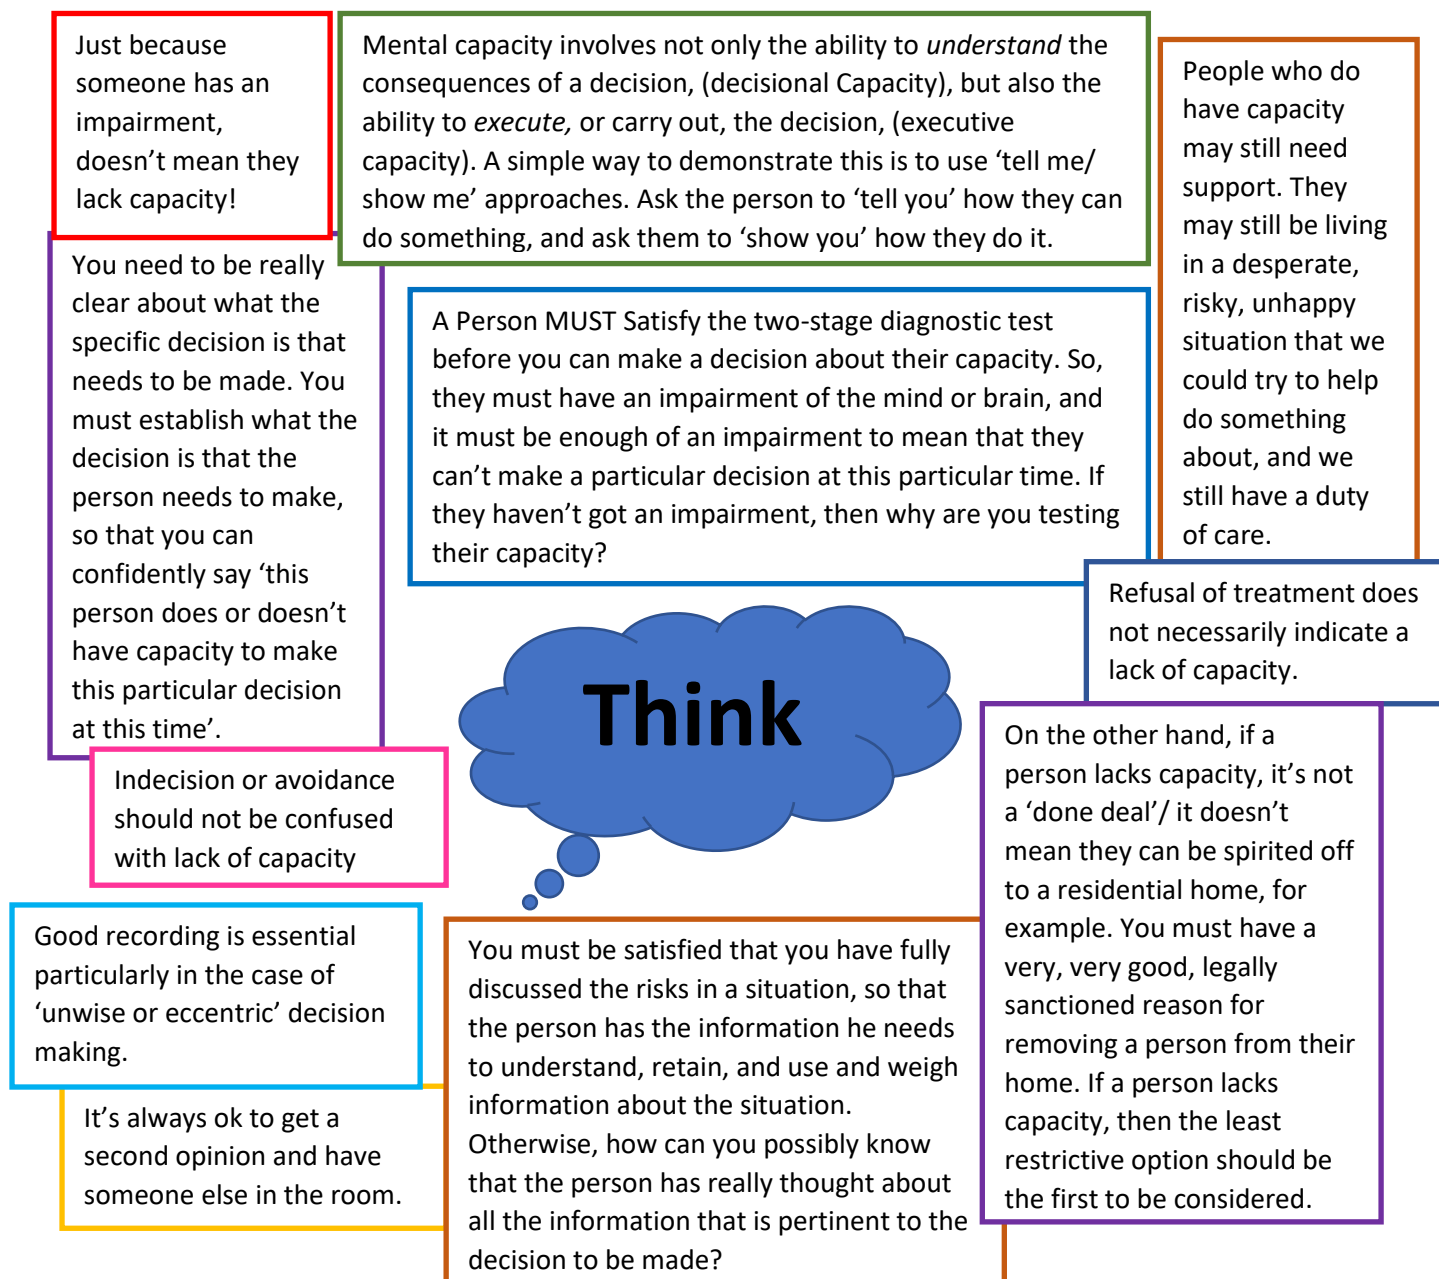 Just because
someone has an
impairment,
doesn’t mean they
lack capacity!
Mental capacity involves not only the ability to understand the
consequences of a decision, (decisional Capacity), but also the
ability to execute, or carry out, the decision, (executive
capacity). A simple way to demonstrate this is to use ‘tell me/
show me’ approaches. Ask the person to ‘tell you’ how they can
do something, and ask them to ‘show you’ how they do it.
People who do
have capacity
may still need
support. They
may still be living
in a desperate,
risky, unhappy
situation that we
could try to help
do something
about, and we
still have a duty
of care.
You need to be really
clear about what the
specific decision is that
needs to be made. You
must establish what the
decision is that the
person needs to make,
so that you can
confidently say ‘this
person does or doesn’t
have capacity to make
this particular decision
at this time’.
A Person MUST Satisfy the two-stage diagnostic test
before you can make a decision about their capacity. So,
they must have an impairment of the mind or brain, and
it must be enough of an impairment to mean that they
can’t make a particular decision at this particular time. If
they haven’t got an impairment, then why are you testing
their capacity?
Refusal of treatment does
not necessarily indicate a
lack of capacity.
Think
On the other hand, if a
person lacks capacity, it’s not
a ‘done deal’/ it doesn’t
mean they can be spirited off
to a residential home, for
example. You must have a
very, very good, legally
sanctioned reason for
removing a person from their
home. If a person lacks
capacity, then the least
restrictive option should be
the first to be considered.
Indecision or avoidance
should not be confused
with lack of capacity
Good recording is essential
particularly in the case of
‘unwise or eccentric’ decision
making.
You must be satisfied that you have fully
discussed the risks in a situation, so that
the person has the information he needs
to understand, retain, and use and weigh
information about the situation.
Otherwise, how can you possibly know
that the person has really thought about
all the information that is pertinent to the
decision to be made?
It’s always ok to get a
second opinion and have
someone else in the room.